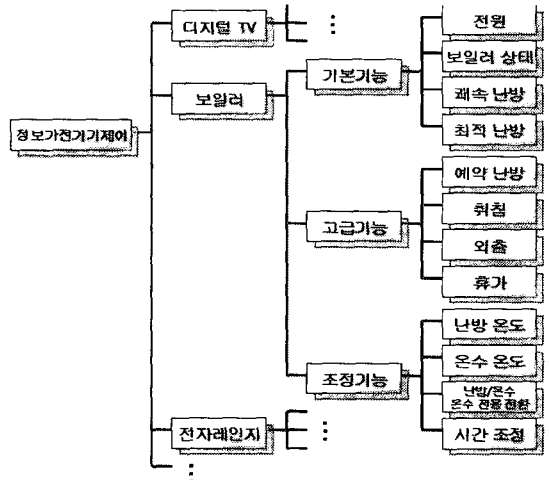 디지털 TV
전원
보일러 상태
기본기능
보일러
쾌속 난방
최적 난방
정보가전기기제어
예약 난방
취침
고급기능
외출
휴가
난방 온도
온수 온도
조정기능
난방/온수
온수 전용 전환
시간 조정
전자레인지